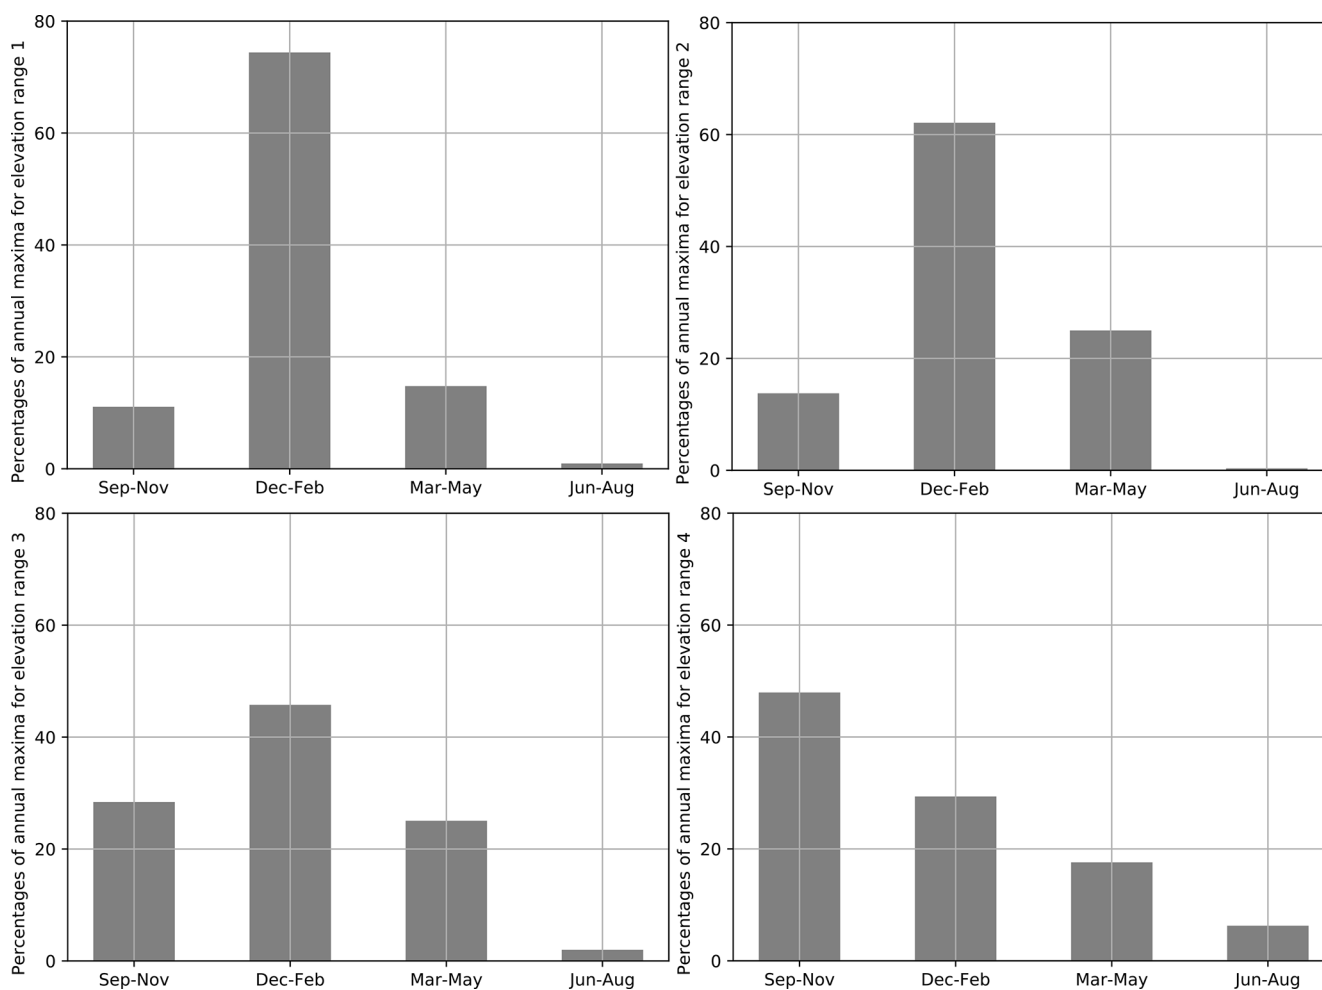 Percentages of annual maxima for elevation range 1
80
60
40
20
0
Sep-Nov Dec-Feb Mar-May Jun-Aug
Percentages of annual maxima for elevation range 2
80
60
40
20
0
Sep-Nov Dec-Feb Mar-May Jun-Aug
Percentages of annual maxima for elevation range 3
80
60
40
20
0
Sep-Nov Dec-Feb Mar-May Jun-Aug
Percentages of annual maxima for elevation range 4
80
60
40
20
0
Sep-Nov Dec-Feb Mar-May Jun-Aug